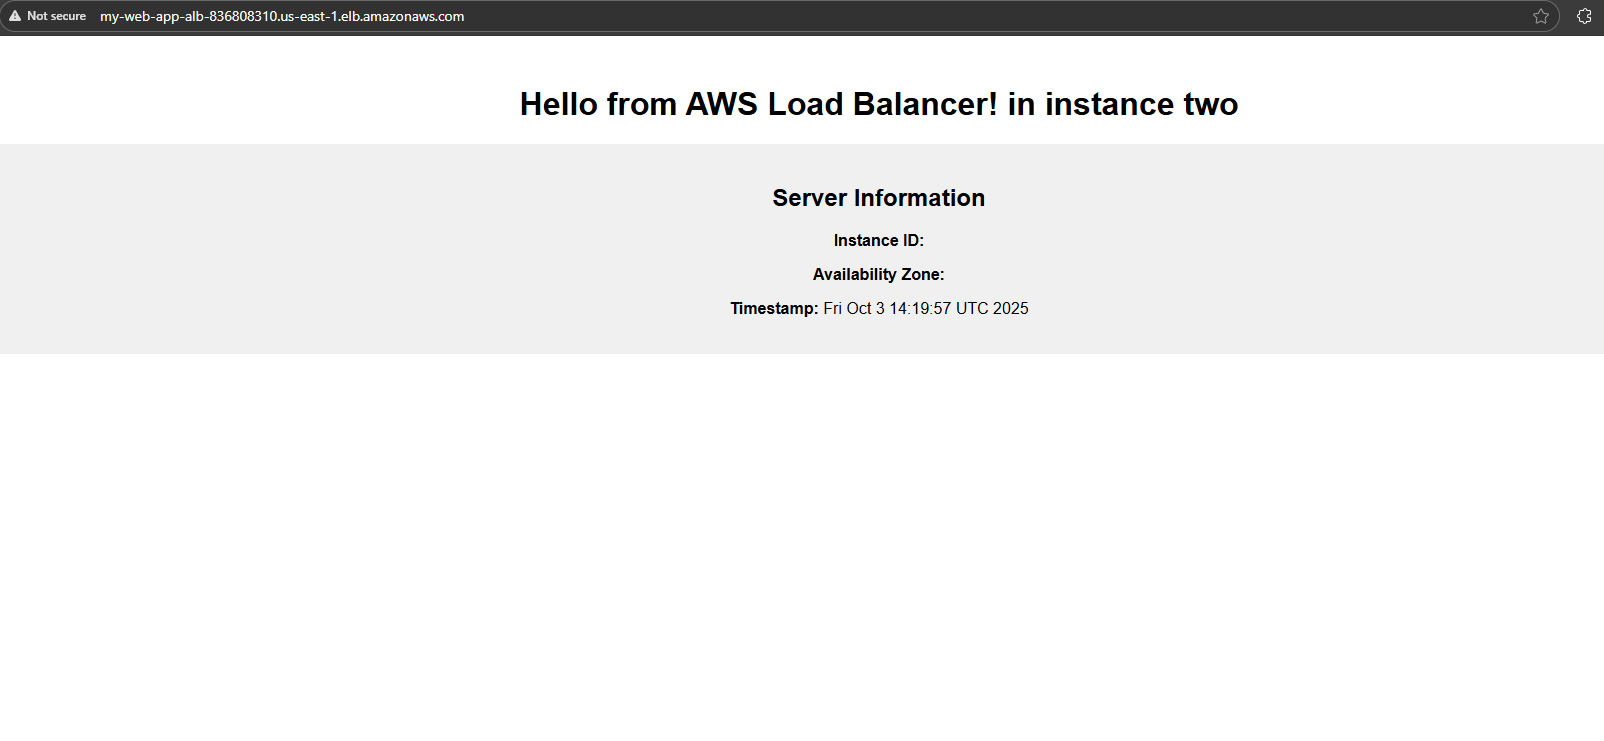 Not secure my-web-app-alb-836808310.us-east-1.elb.amazonaws.com
Hello from AWS Load Balancer! in instance two
Server Information
Instance ID:
Availability Zone:
Timestamp: Fri Oct 3 14:19:57 UTC 2025